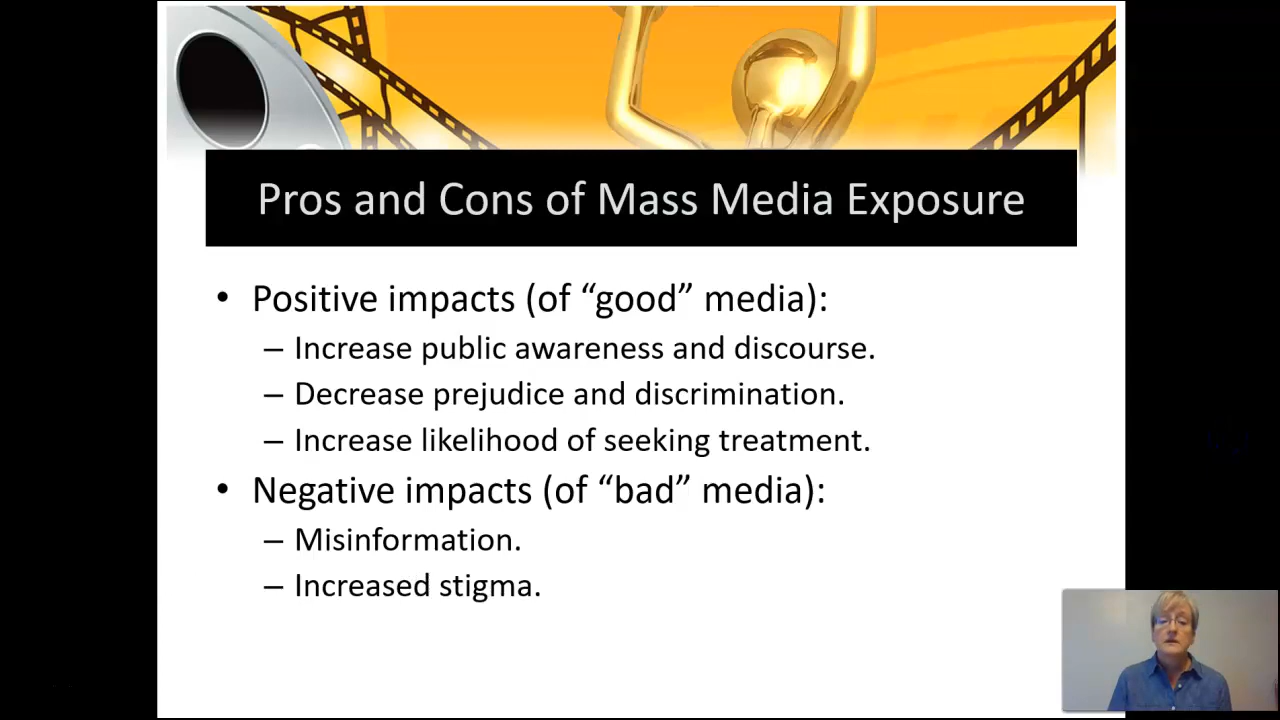 Pros and Cons of Mass Media Exposure
• Positive impacts (of “good” media):
– Increase public awareness and discourse.
– Decrease prejudice and discrimination.
– Increase likelihood of seeking treatment.
• Negative impacts (of “bad” media):
– Misinformation.
– Increased stigma.